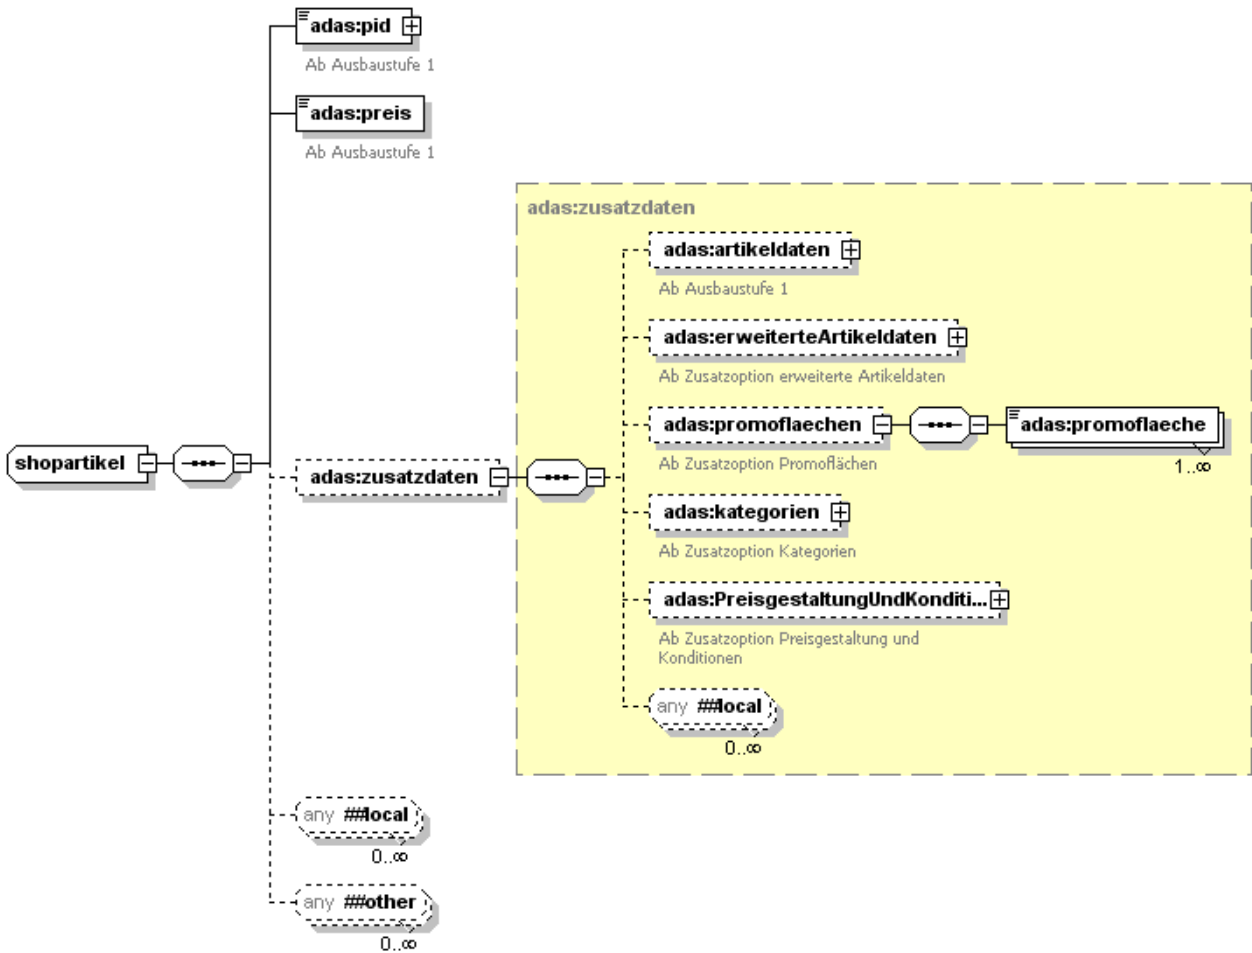 adas:pid
Ab Ausbaustufe 1
adas:preis
Ab Ausbaustufe 1
adas:zusatzdaten
adas:artikeldaten
Ab Ausbaustufe 1
adas:erweiterteArtikeldaten
Ab Zusatzoption erweiterte Artikeldaten
adas:promoflaechen
adas:promoflaeche
Ab Zusatzoption Promoflächen
1..∞
shopartikel
adas:zusatzdaten
adas:kategorien
Ab Zusatzoption Kategorien
adas:PreisgestaltungUndKonditi...
Ab Zusatzoption Preisgestaltung und
Konditionen
any ##local
0..∞
any ##local
0..∞
any ##other
0..∞